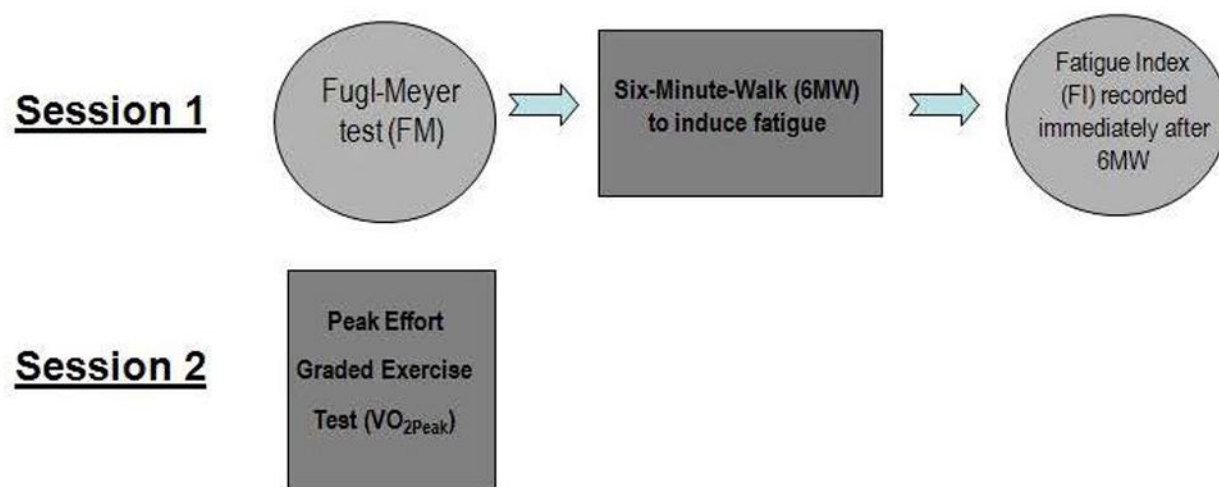 Session 1
Fugl-Meyer
test (FM)
Six-Minute-Walk (6MW)
to induce fatigue
Fatigue Index
(FI) recorded
immediately after
6MW
Session 2
Peak Effort
Graded Exercise
Test (VO2Peak)